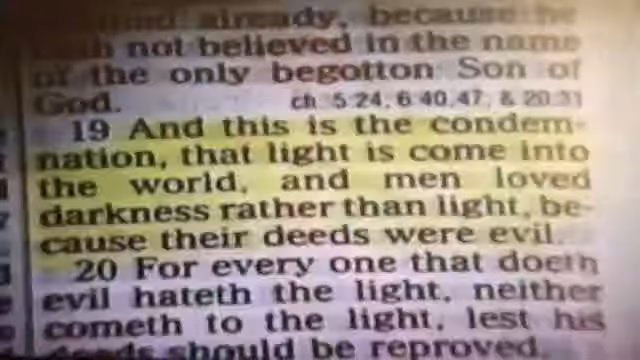 already, because he
not believed in the name
of the only begotton Son of
God. ch. 5:24, 6:40,47, & 20:31
19 And this is the condem-
nation, that light is come into
the world, and men loved
darkness rather than light, be-
cause their deeds were evil.
20 For every one that doeth
evil hateth the light, neither
cometh to the light, lest his
deeds should be reproved.